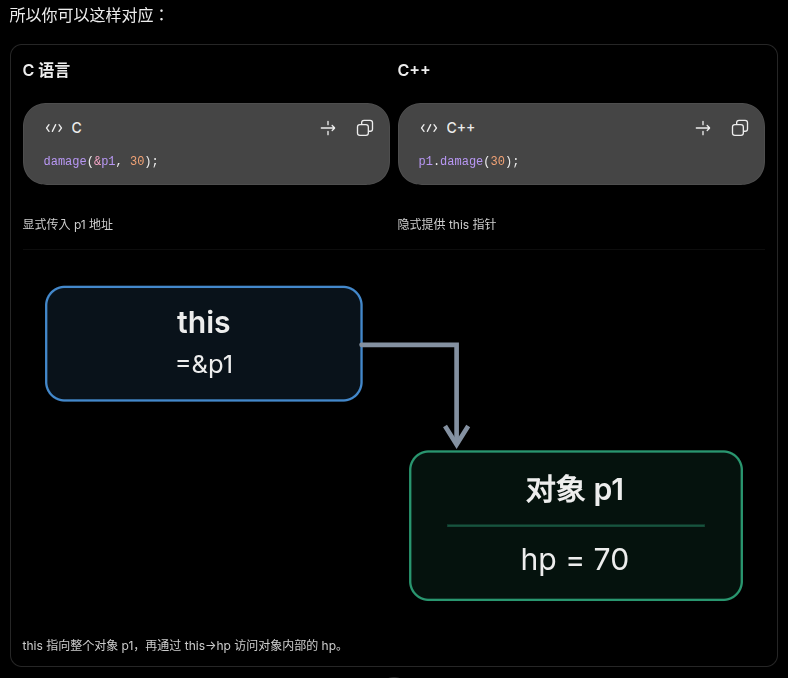 所以你可以这样对应：
C 语言
C++
</> C
</> C++
damage(&p1, 30);
p1.damage(30);
显式传入 p1 地址
隐式提供 this 指针
this
=&p1
对象 p1
hp = 70
this 指向整个对象 p1，再通过 this→hp 访问对象内部的 hp。